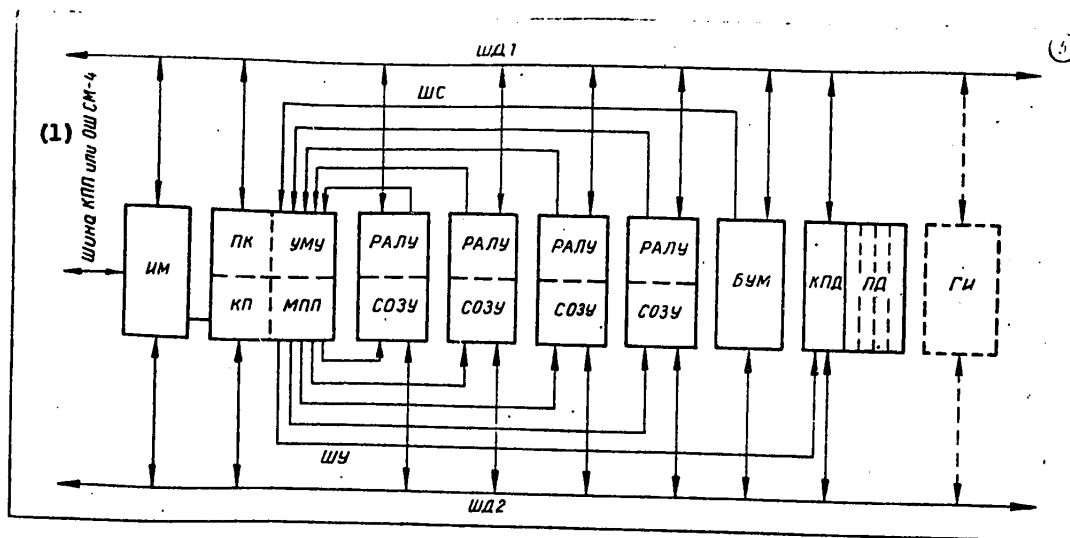 ШД1
(1) Шина КПП или ОШ СМ-4
ШС
ИМ
ПК УМУ
КП МПП
РАЛУ
СОЗУ
РАЛУ
СОЗУ
РАЛУ
СОЗУ
РАЛУ
СОЗУ
БУМ
КПД ПД
ГИ
ШУ
ШД2